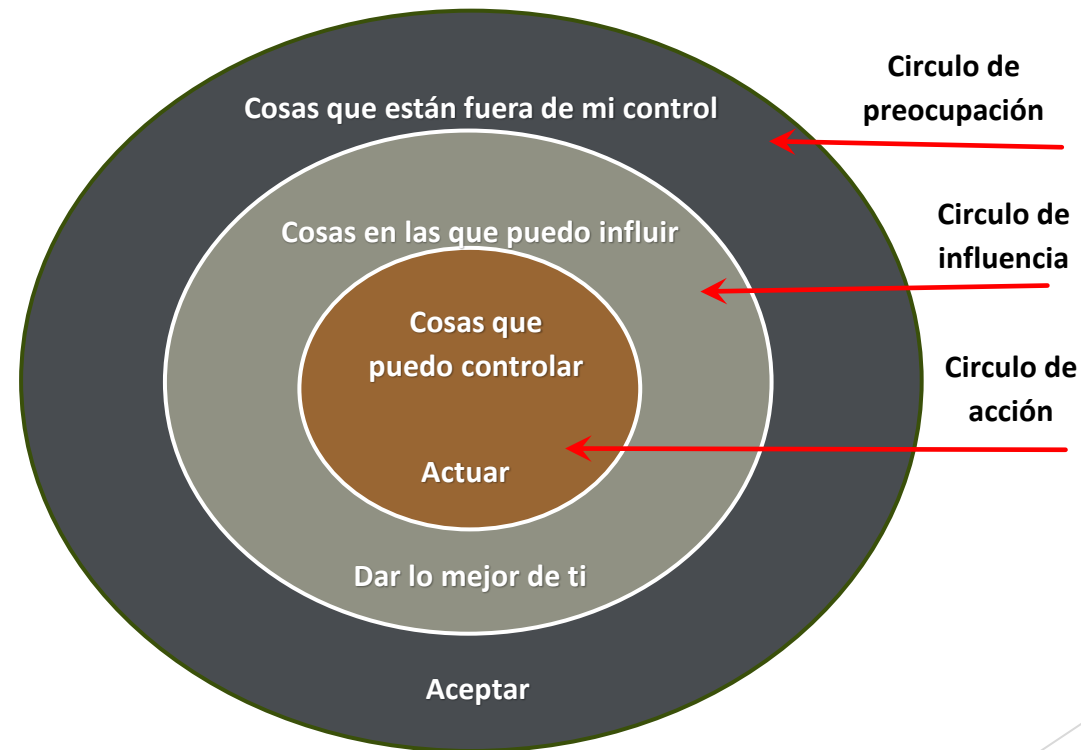 Circulo de
preocupación
Cosas que están fuera de mi control
Circulo de
influencia
Cosas en las que puedo influir
Cosas que
puedo controlar
Circulo de
acción
Actuar
Dar lo mejor de ti
Aceptar